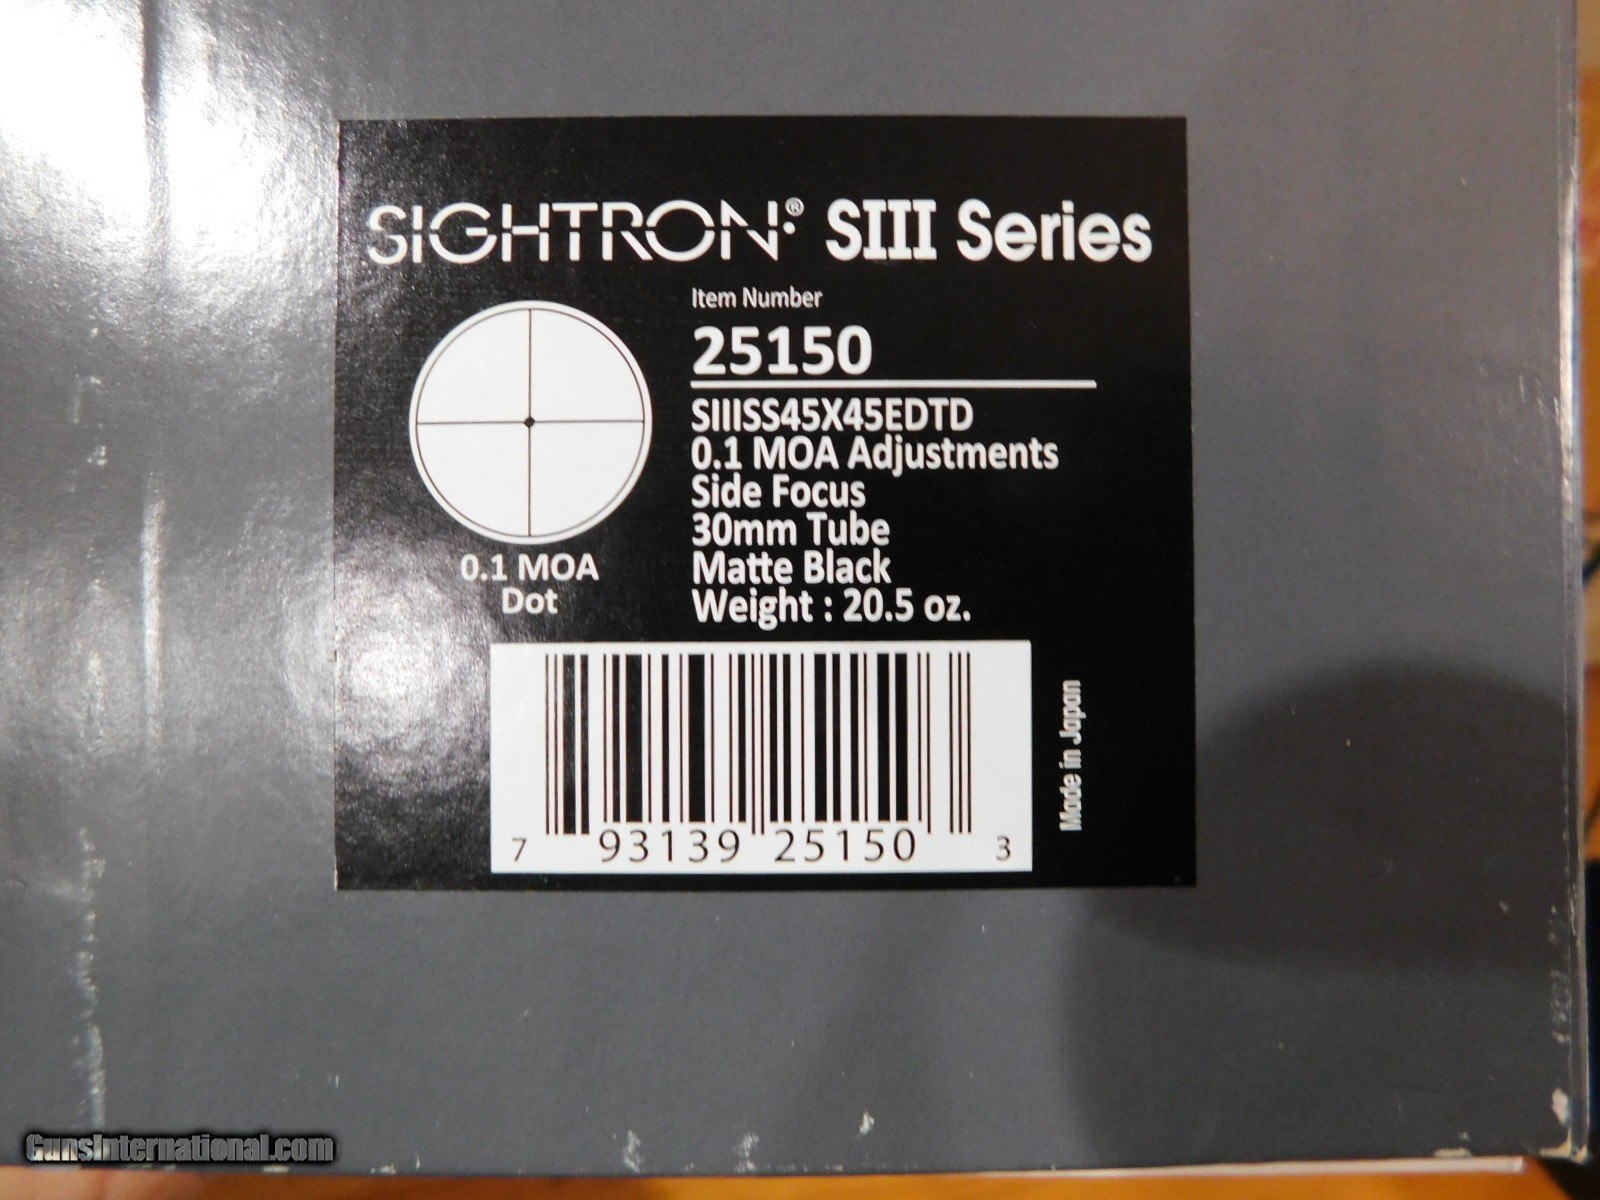 SIGHTRON® SIII Series
Item Number
25150
SIIISS45X45EDTD
0.1 MOA Adjustments
Side Focus
30mm Tube
Matte Black
Weight : 20.5 oz.
0.1 MOA
Dot
7 93139 25150 3
Made in Japan
GunsInternational.com